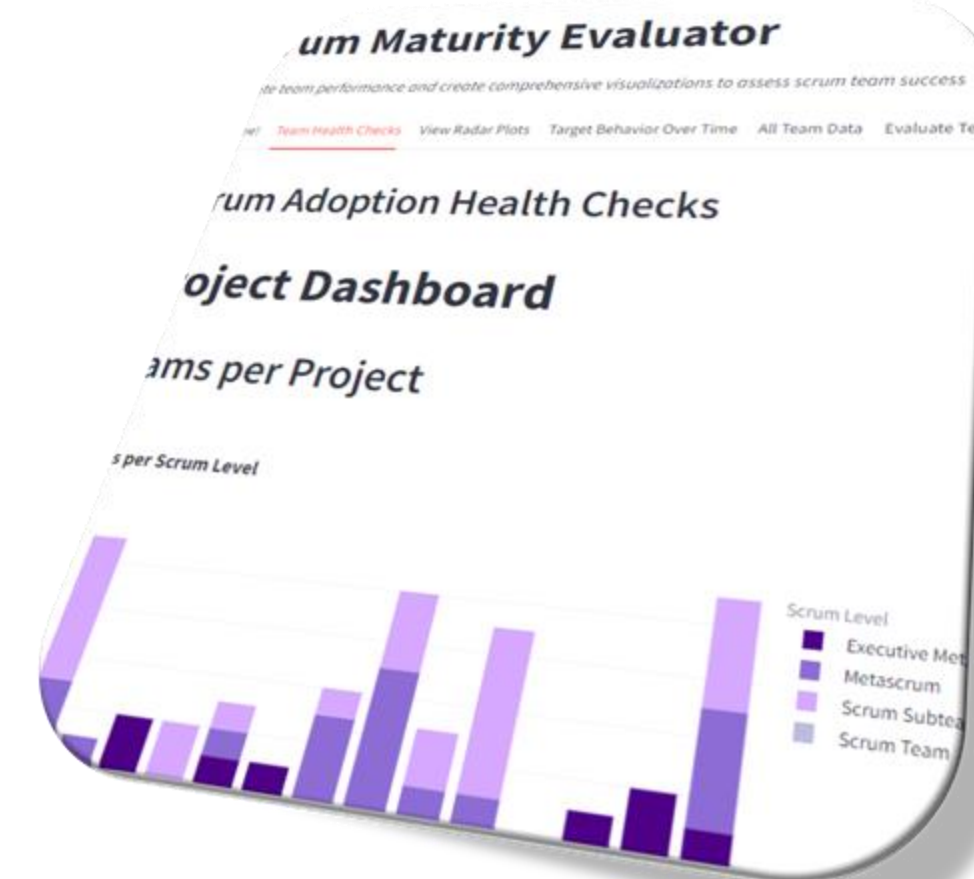 um Maturity Evaluator
te team performance and create comprehensive visualizations to assess scrum team success
me! Team Health Checks View Radar Plots Target Behavior Over Time All Team Data Evaluate Te
rum Adoption Health Checks
oject Dashboard
ams per Project
s per Scrum Level
Scrum Level
Executive Met
Metascrum
Scrum Subtea
Scrum Team